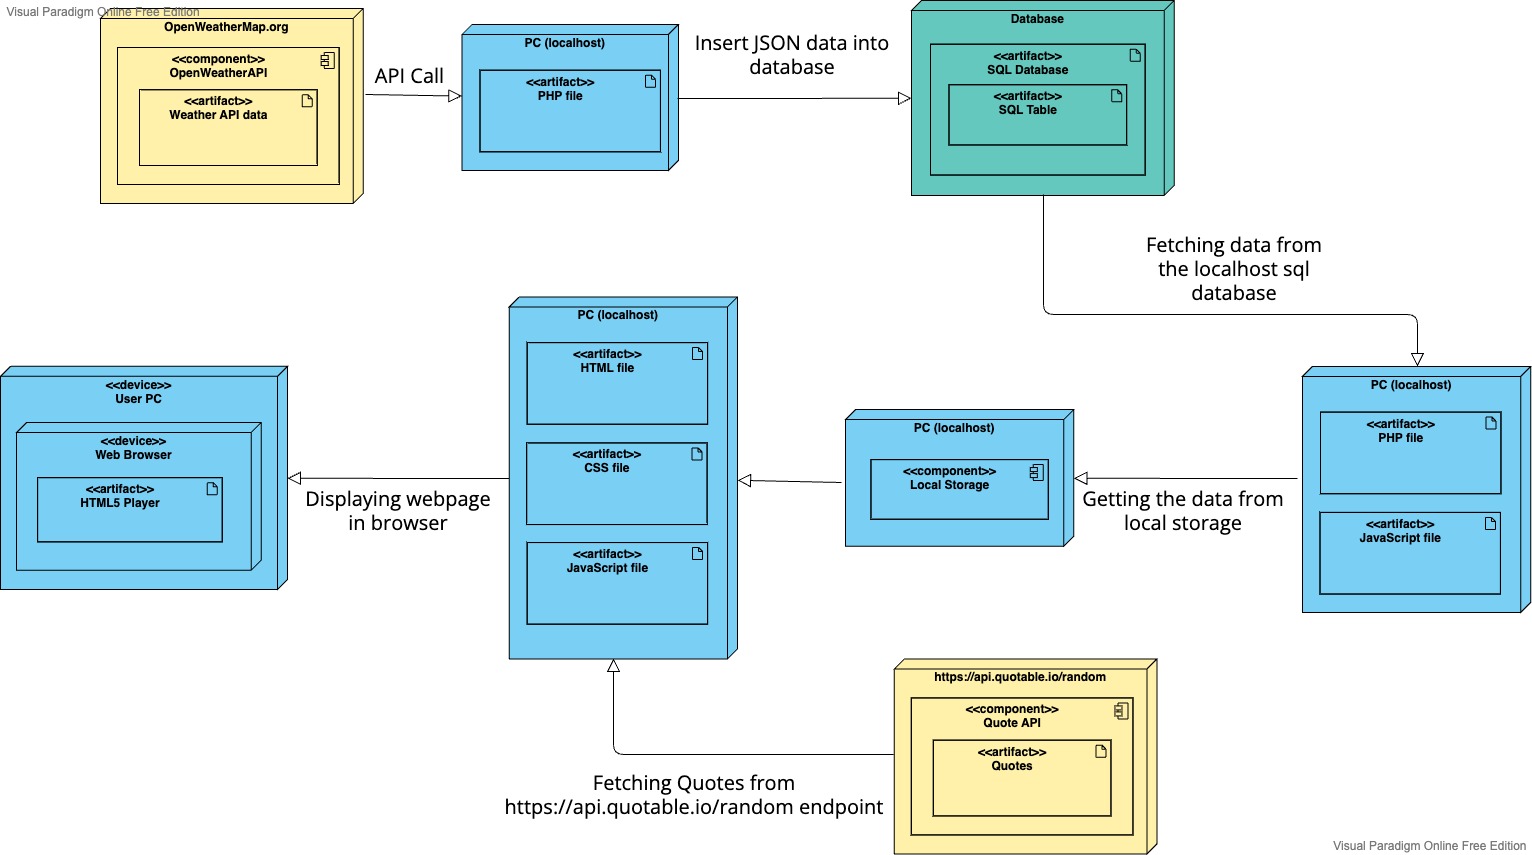 Visual Paradigm Online Free Edition
OpenWeatherMap.org
<<component>>
OpenWeatherAPI
<<artifact>>
Weather API data
API Call
PC (localhost)
<<artifact>>
PHP file
Insert JSON data into
database
Database
<<artifact>>
SQL Database
<<artifact>>
SQL Table
Fetching data from
the localhost sql
database
PC (localhost)
<<artifact>>
PHP file
<<artifact>>
JavaScript file
Getting the data from
local storage
PC (localhost)
<<component>>
Local Storage
PC (localhost)
<<artifact>>
HTML file
<<artifact>>
CSS file
<<artifact>>
JavaScript file
Displaying webpage
in browser
<<device>>
User PC
<<device>>
Web Browser
<<artifact>>
HTML5 Player
https://api.quotable.io/random
<<component>>
Quote API
<<artifact>>
Quotes
Fetching Quotes from
https://api.quotable.io/random endpoint
Visual Paradigm Online Free Edition